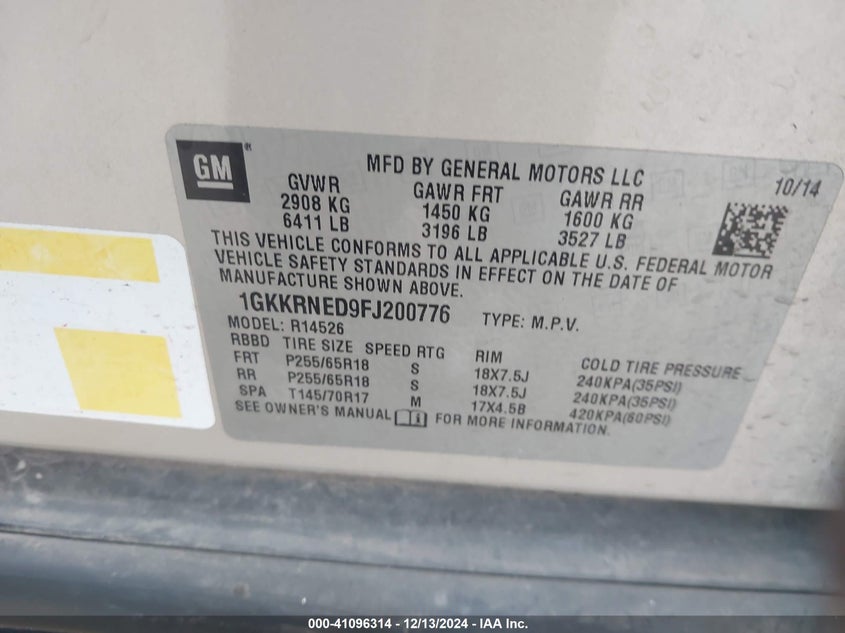 GM
MFD BY GENERAL MOTORS LLC
10/14
GVWR GAWR FRT GAWR RR
2908 KG 1450 KG 1600 KG
6411 LB 3196 LB 3527 LB
THIS VEHICLE CONFORMS TO ALL APPLICABLE U.S. FEDERAL MOTOR
VEHICLE SAFETY STANDARDS IN EFFECT ON THE DATE OF
MANUFACTURE SHOWN ABOVE.
1GKKRNED9FJ200776 TYPE: M.P.V.
MODEL: R14526
RBBD TIRE SIZE SPEED RTG RIM COLD TIRE PRESSURE
FRT P255/65R18 S 18X7.5J 240KPA(35PSI)
RR P255/65R18 S 18X7.5J 240KPA(35PSI)
SPA T145/70R17 M 17X4.5B 420KPA(60PSI)
SEE OWNER'S MANUAL FOR MORE INFORMATION.
000-41096314 - 12/13/2024 - IAA Inc.